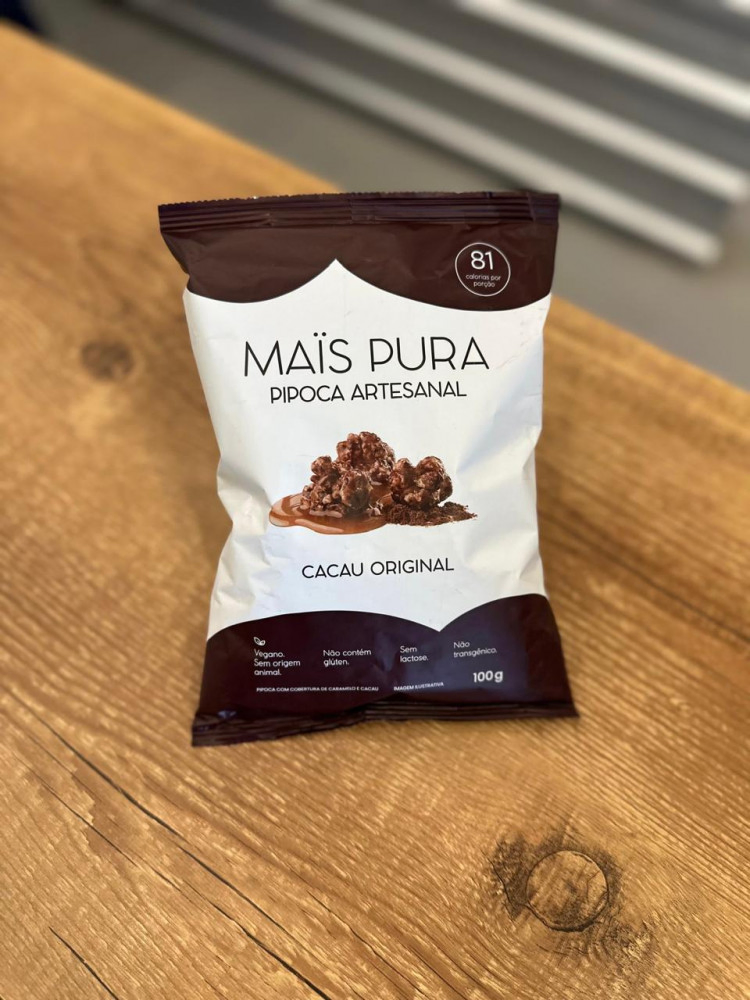 81
calorias por
porção
MAÏS PURA
PIPOCA ARTESANAL
CACAU ORIGINAL
Vegano.
Sem origem
animal.
Não contém
glúten.
Sem
lactose.
Não
transgênico.
100g
PIPOCA COM COBERTURA DE CARAMELO E CACAU
IMAGEM ILUSTRATIVA